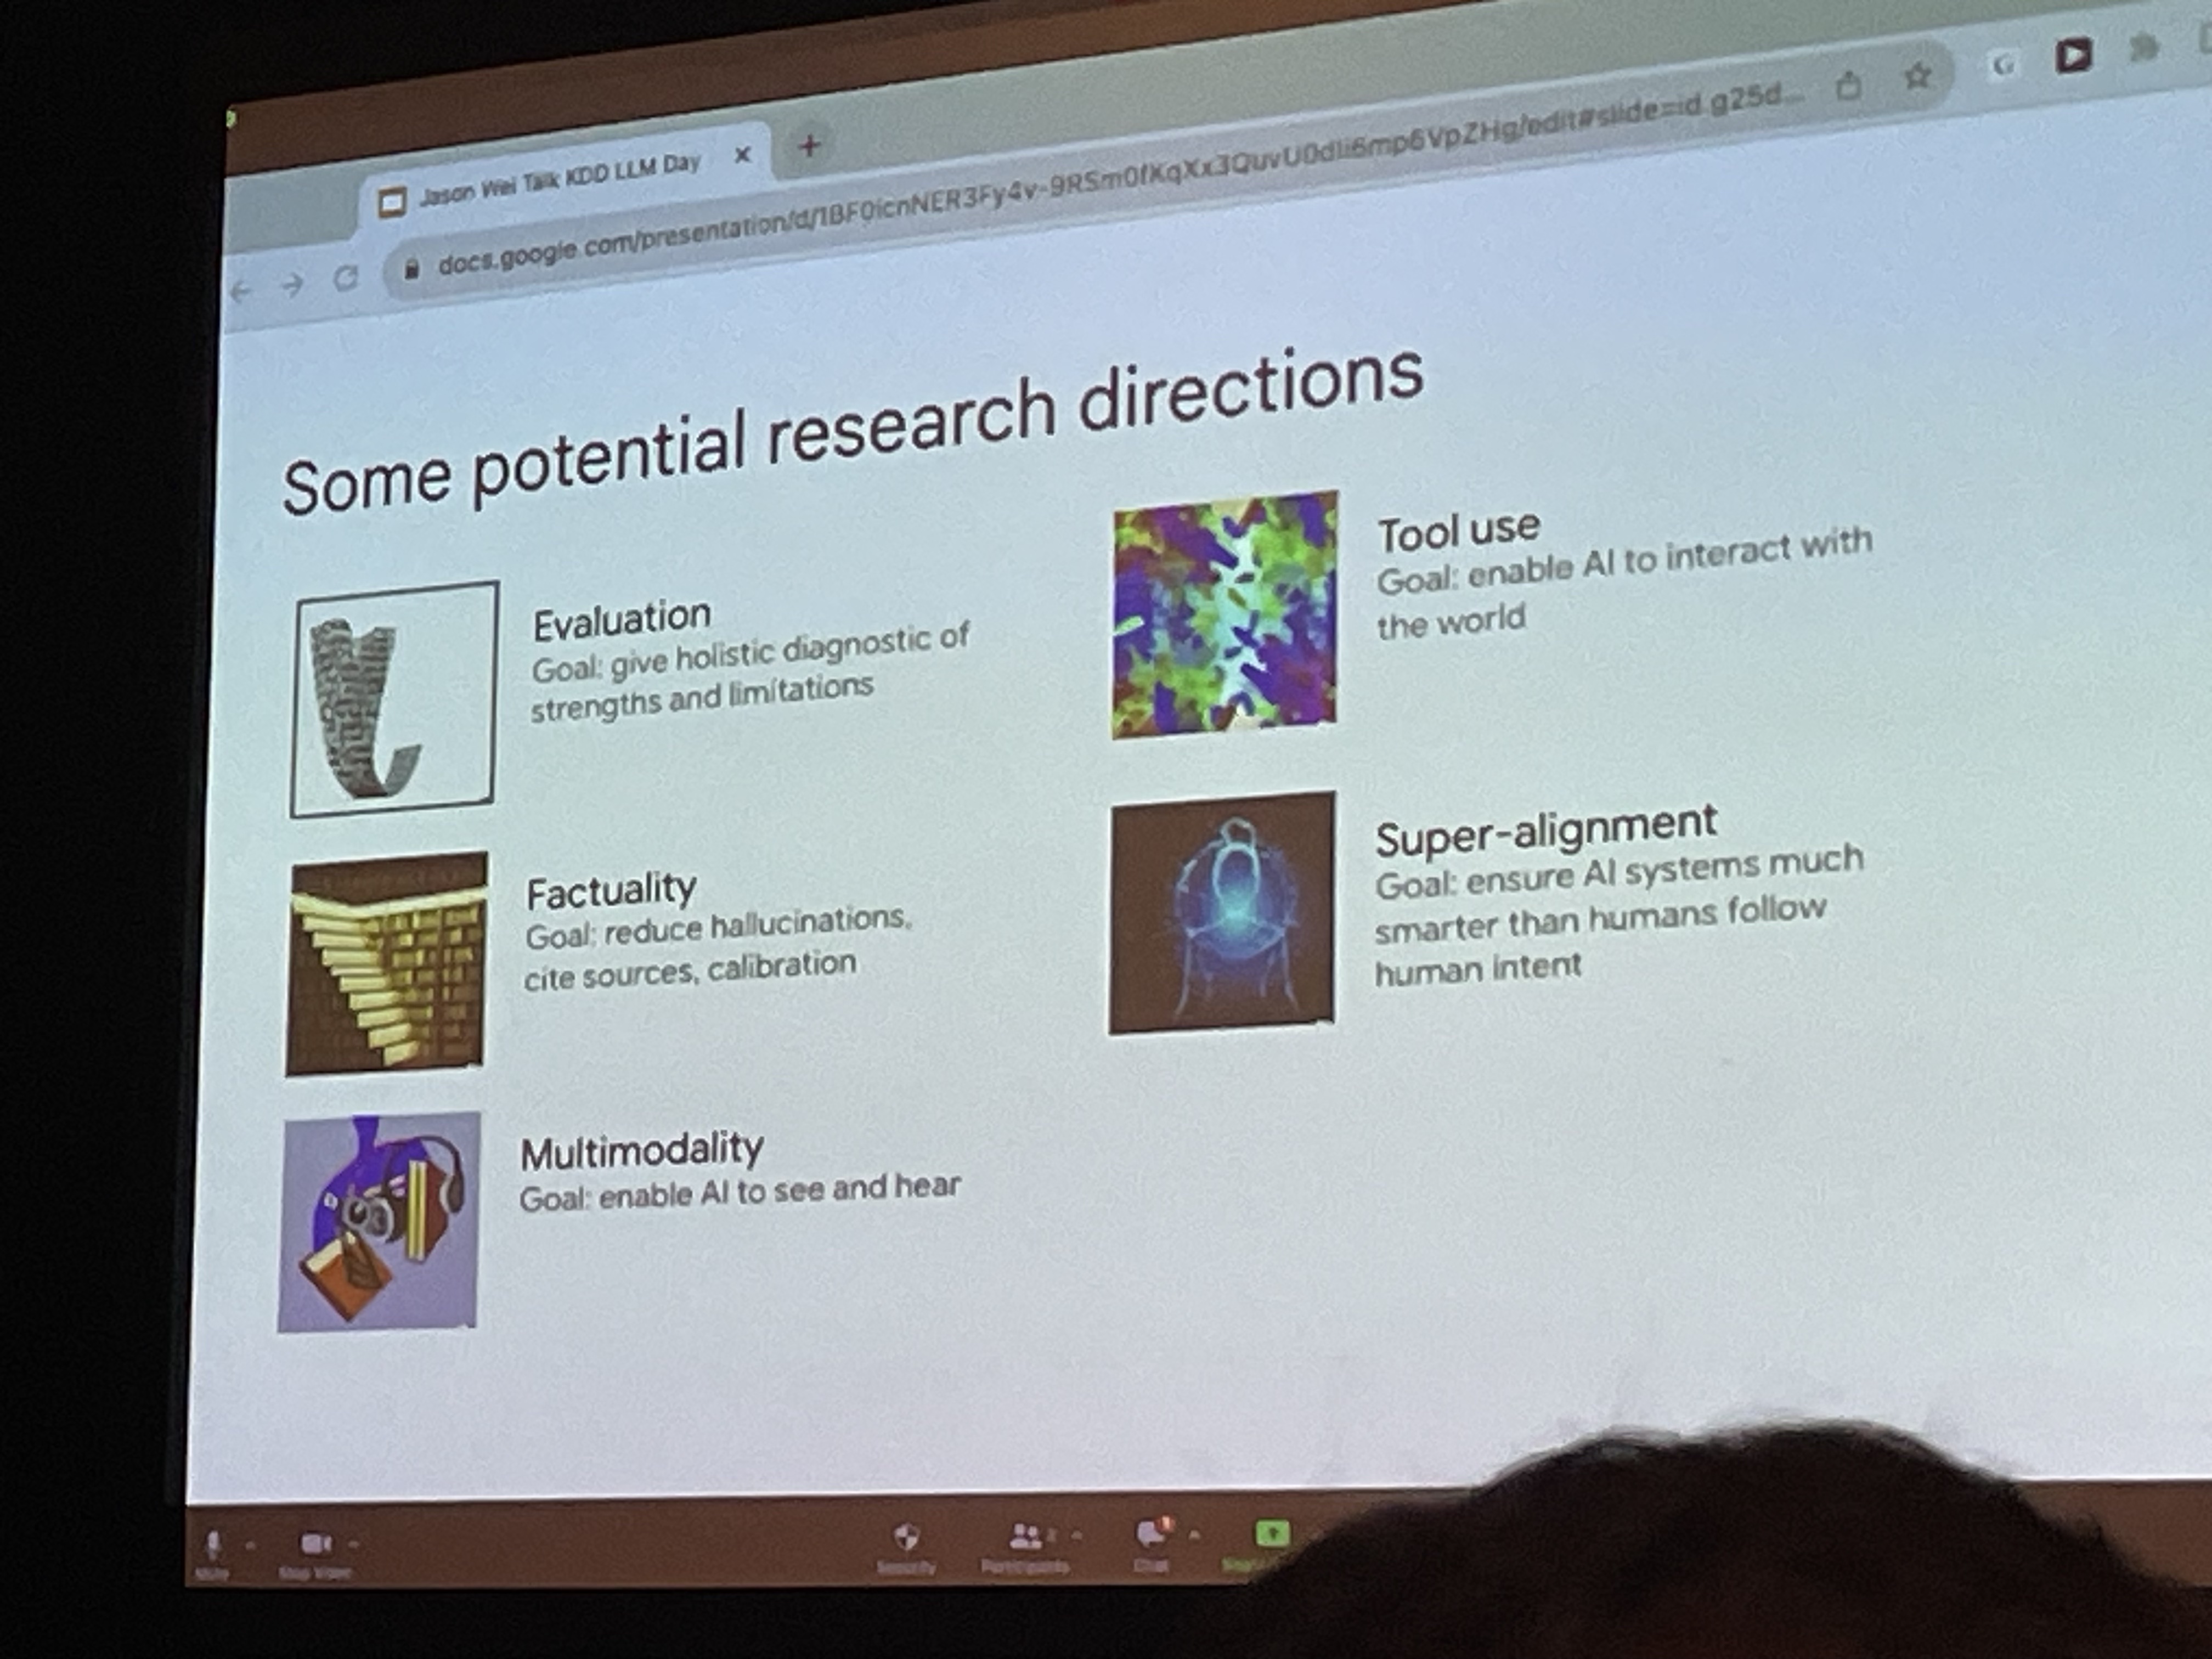 Jason Wei Talk KDD LLM Day
docs.google.com/presentation/d/1BF0icnNER3Fy4v-9RSm0fKqXx3QuvU0dli6mp6VpZHg/edit#slide=id.g25d...
G
Some potential research directions
Evaluation
Goal: give holistic diagnostic of
strengths and limitations
Factuality
Goal: reduce hallucinations,
cite sources, calibration
Multimodality
Goal: enable AI to see and hear
Tool use
Goal: enable AI to interact with
the world
Super-alignment
Goal: ensure AI systems much
smarter than humans follow
human intent
Mute
Stop Video
Security
Participants
Chat